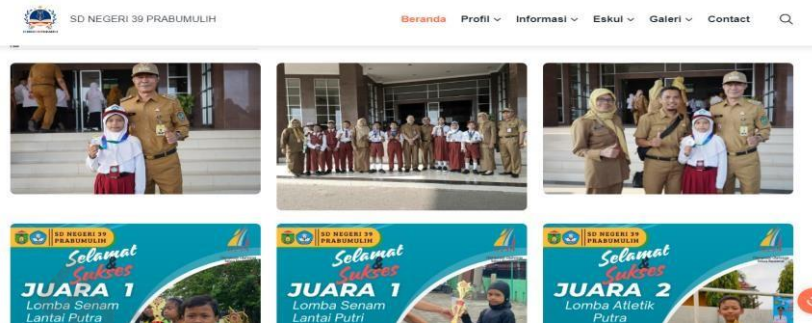 SD NEGERI 39 PRABUMULIH
Beranda Profil Informasi Eskul Galeri Contact
SD NEGERI 39
PRABUMULIH
Selamat
&
Sukses
JUARA 1
Lomba Senam
Lantai Putra
SD NEGERI 39
PRABUMULIH
Selamat
&
Sukses
JUARA 1
Lomba Senam
Lantai Putri
SD NEGERI 39
PRABUMULIH
Selamat
&
Sukses
JUARA 2
Lomba Atletik
Putra